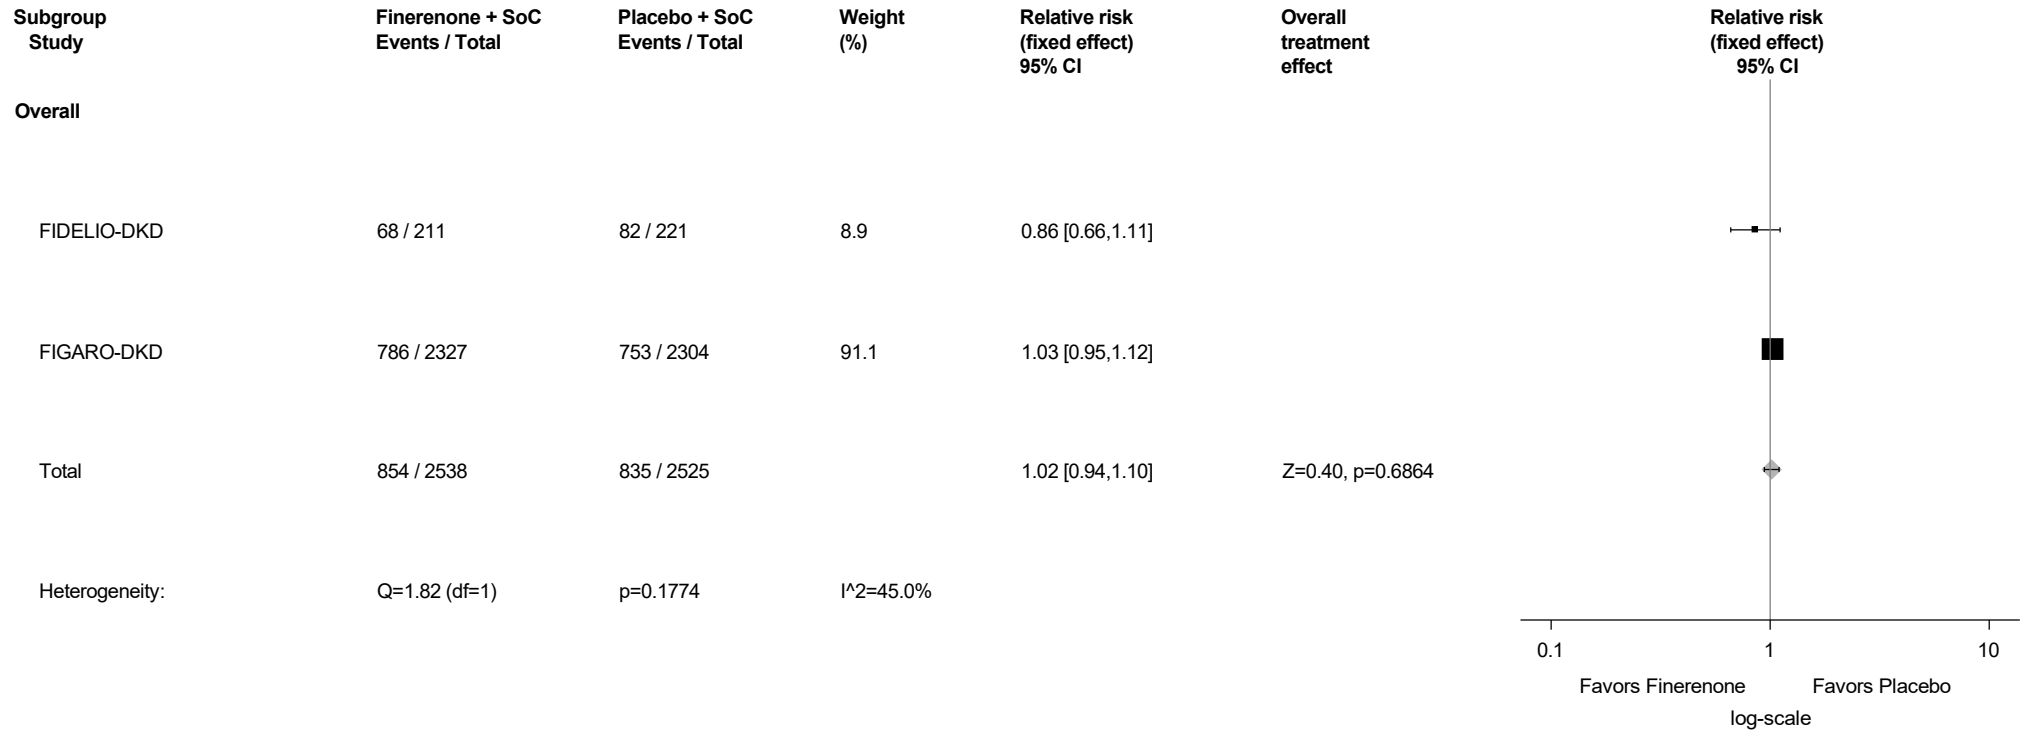 Subgroup Finerenone + SoC Placebo + SoC Weight Relative risk Overall Relative risk
Study Events / Total Events / Total (%) (fixed effect) treatment (fixed effect)
95% CI effect 95% CI
Overall
FIDELIO-DKD 68 / 211 82 / 221 8.9 0.86 [0.66,1.11]
FIGARO-DKD 786 / 2327 753 / 2304 91.1 1.03 [0.95,1.12]
Total 854 / 2538 835 / 2525 1.02 [0.94,1.10] Z=0.40, p=0.6864
Heterogeneity: Q=1.82 (df=1) p=0.1774 I^2=45.0%
0.1 1 10
Favors Finerenone Favors Placebo
log-scale